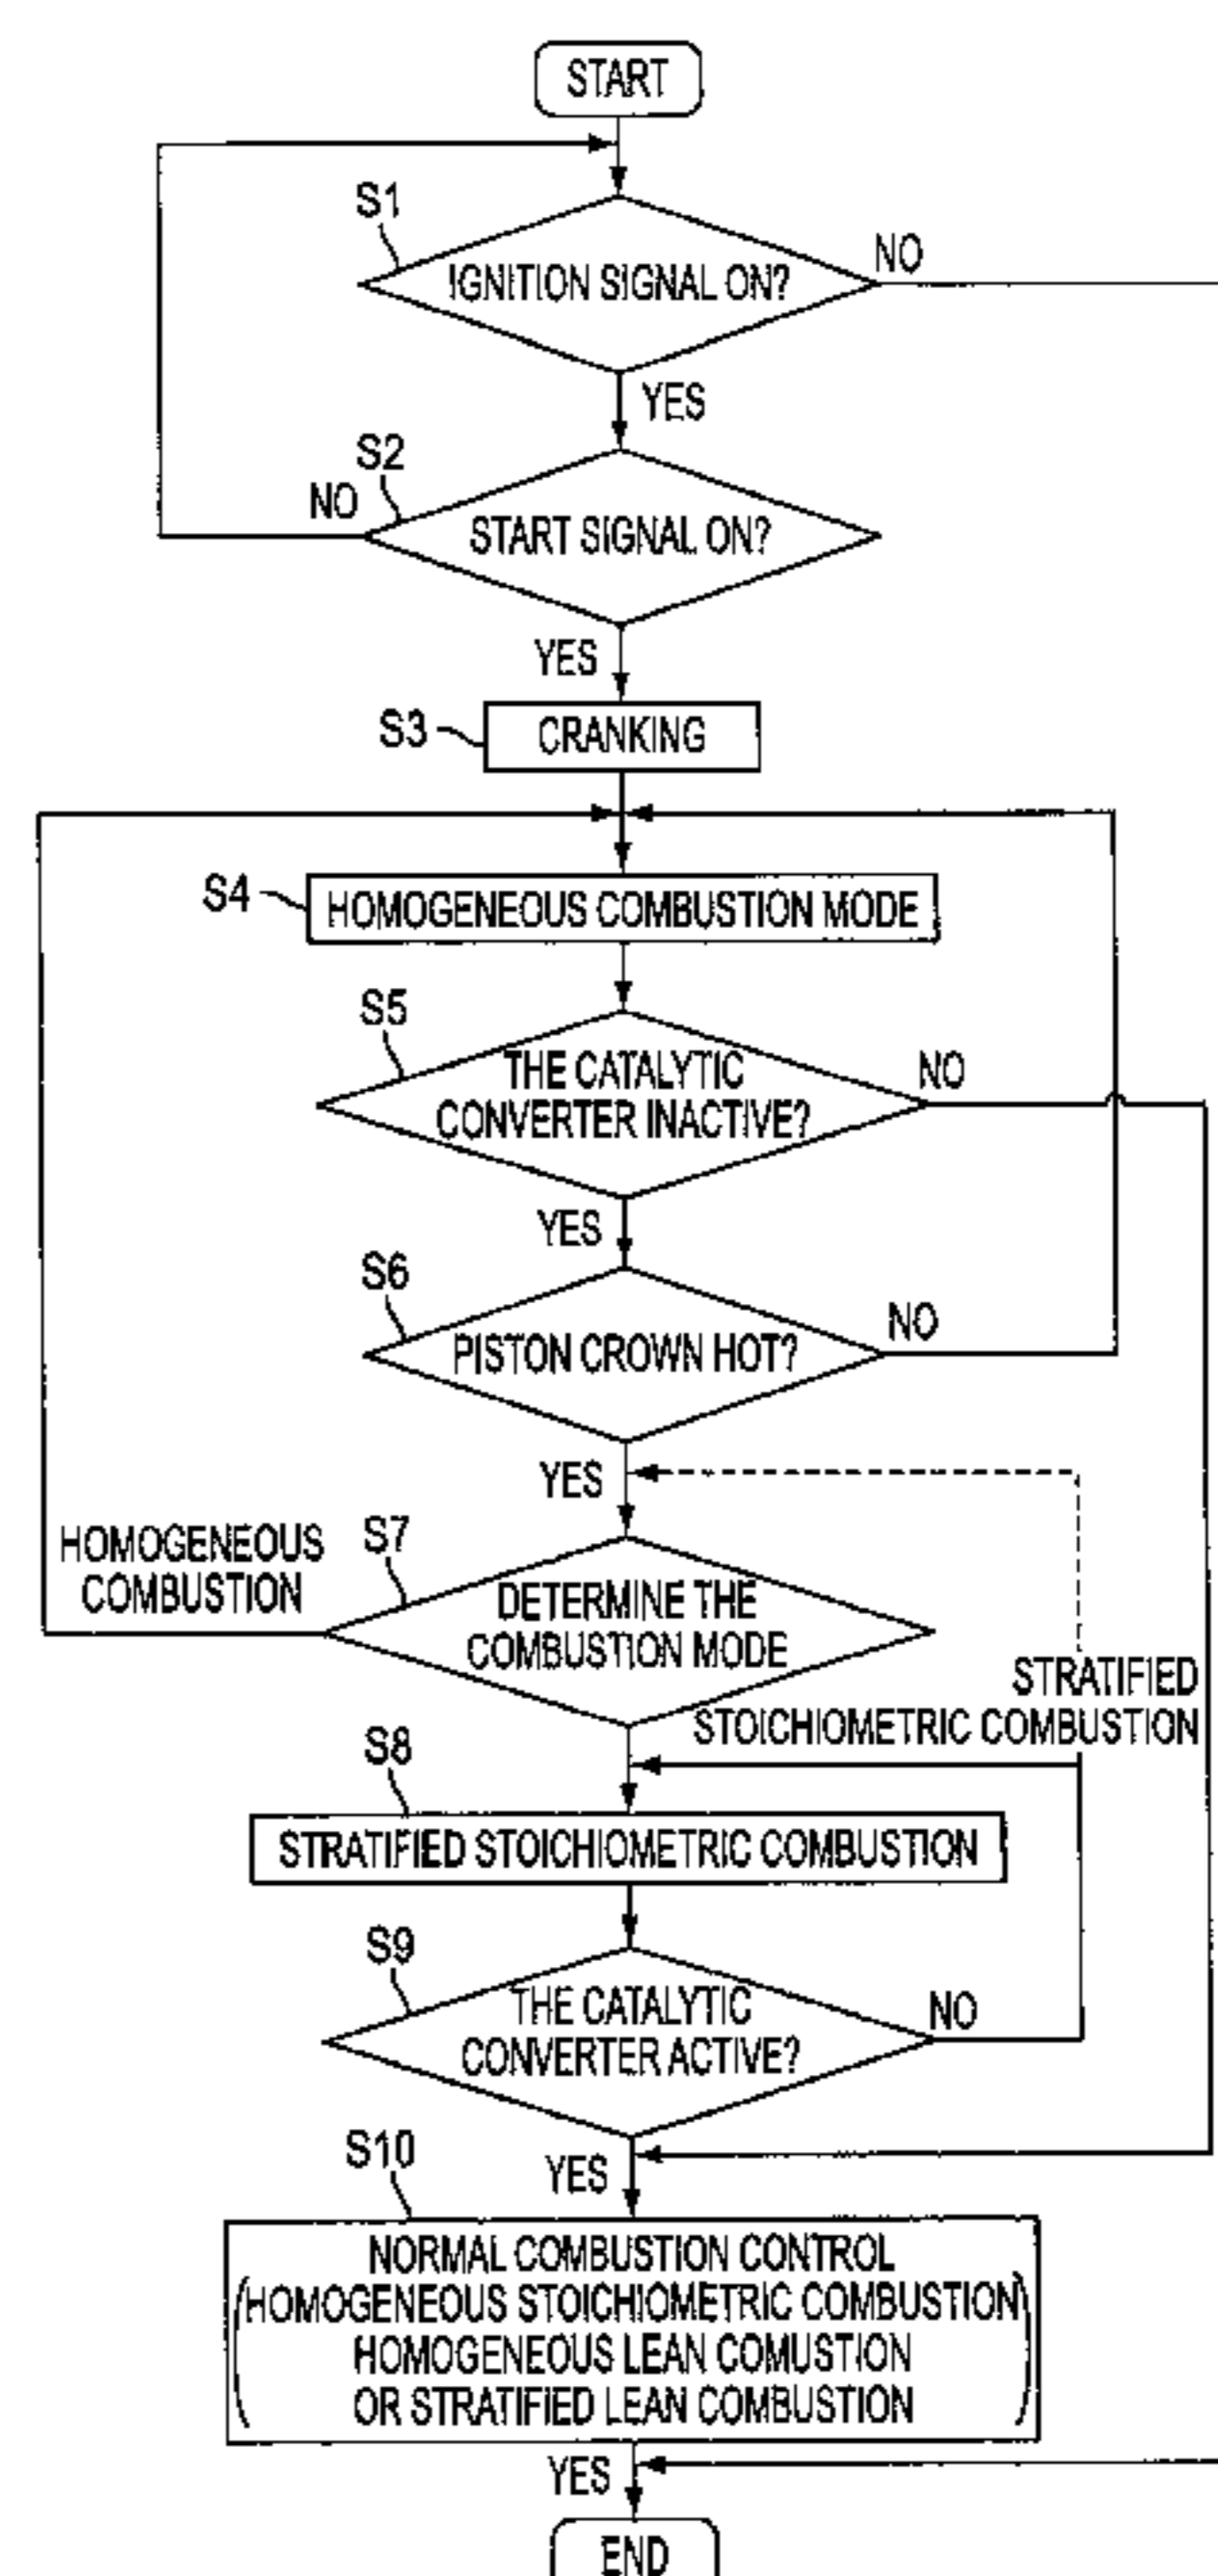 START
S1
IGNITION SIGNAL ON?
NO
YES
S2
NO
START SIGNAL ON?
YES
S3
CRANKING
S4
HOMOGENEOUS COMBUSTION MODE
S5
THE CATALYTIC
CONVERTER INACTIVE?
NO
YES
S6
PISTON CROWN HOT?
NO
YES
HOMOGENEOUS
COMBUSTION
S7
DETERMINE THE
COMBUSTION MODE
STRATIFIED
STOICHIOMETRIC COMBUSTION
S8
STRATIFIED STOICHIOMETRIC COMBUSTION
S9
THE CATALYTIC
CONVERTER ACTIVE?
NO
YES
S10
NORMAL COMBUSTION CONTROL
(HOMOGENEOUS STOICHIOMETRIC COMBUSTION
HOMOGENEOUS LEAN COMUSTION
OR STRATIFIED LEAN COMBUSTION)
YES
END